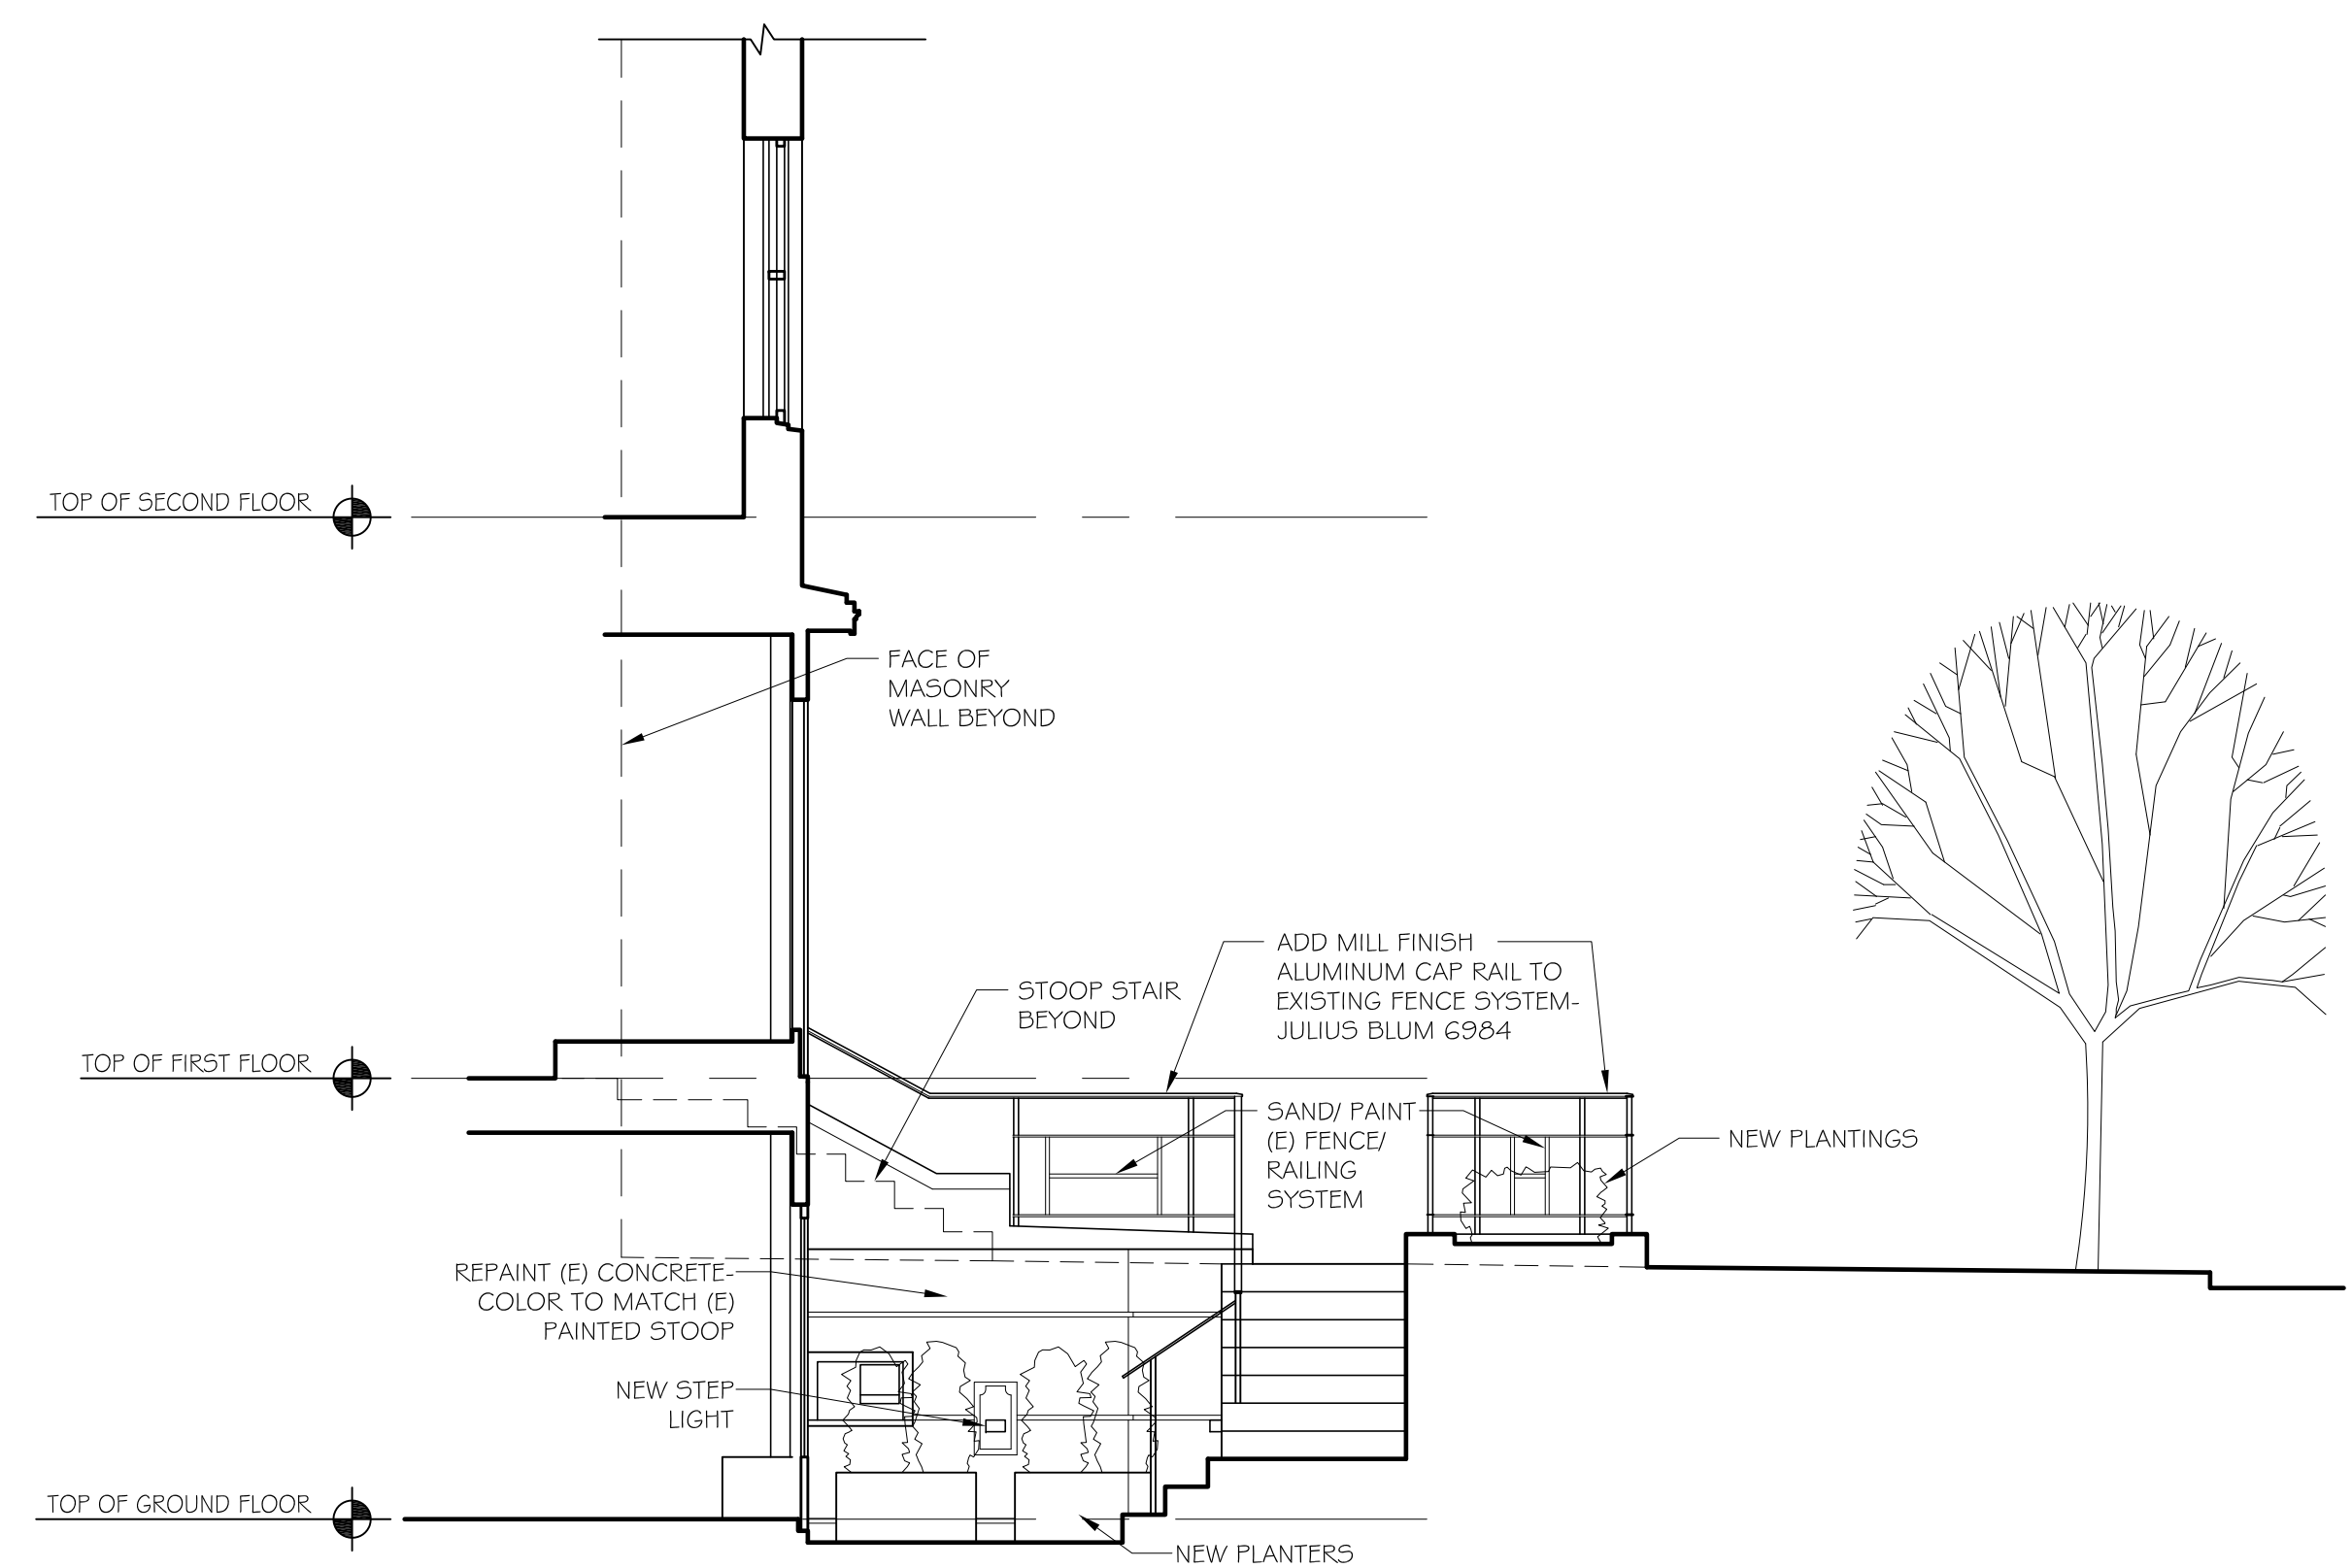 TOP OF SECOND FLOOR
FACE OF
MASONRY
WALL BEYOND
ADD MILL FINISH
ALUMINUM CAP RAIL TO
EXISTING FENCE SYSTEM-
JULIUS BLUM 6984
STOOP STAIR
BEYOND
TOP OF FIRST FLOOR
SAND/ PAINT
(E) FENCE/
RAILING
SYSTEM
NEW PLANTINGS
REPAINT (E) CONCRETE-
COLOR TO MATCH (E)
PAINTED STOOP
NEW STEP
LIGHT
TOP OF GROUND FLOOR
NEW PLANTERS